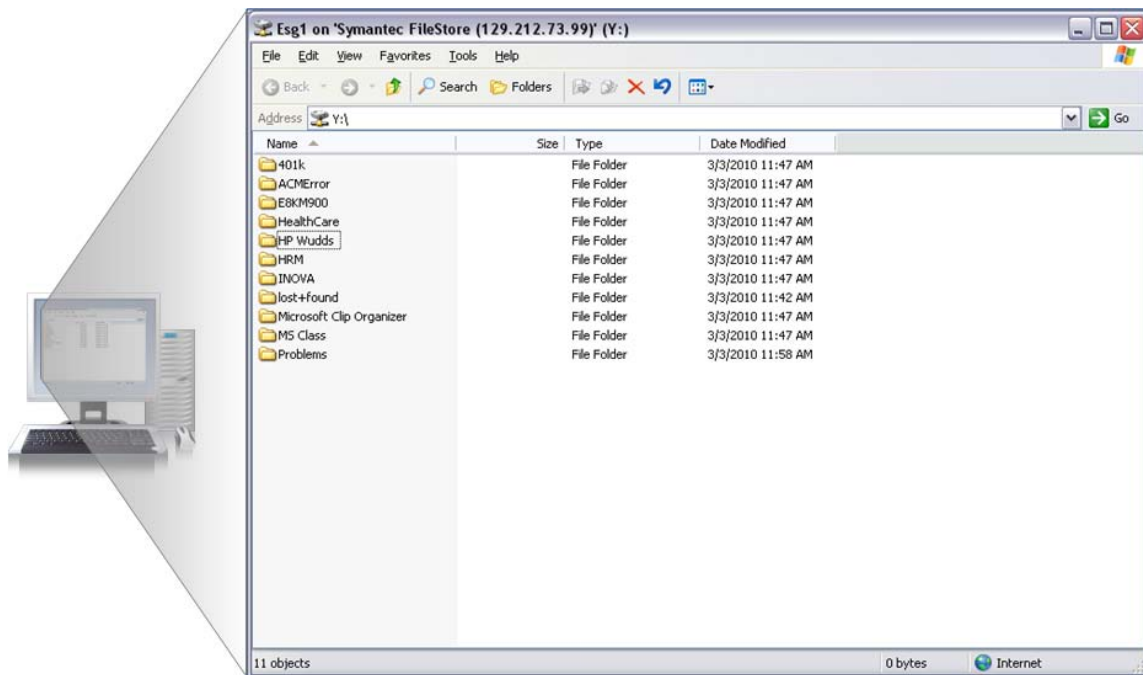 Esg1 on 'Symantec FileStore (129.212.73.99)' (Y:)
File Edit View Favorites Tools Help
Back Search Folders
Address Y:\ Go
Name Size Type Date Modified
401k File Folder 3/3/2010 11:47 AM
ACMError File Folder 3/3/2010 11:47 AM
E8KM900 File Folder 3/3/2010 11:47 AM
HealthCare File Folder 3/3/2010 11:47 AM
HP Wudds File Folder 3/3/2010 11:47 AM
HRM File Folder 3/3/2010 11:47 AM
INOVA File Folder 3/3/2010 11:47 AM
lost+found File Folder 3/3/2010 11:42 AM
Microsoft Clip Organizer File Folder 3/3/2010 11:47 AM
MS Class File Folder 3/3/2010 11:47 AM
Problems File Folder 3/3/2010 11:58 AM
11 objects 0 bytes Internet